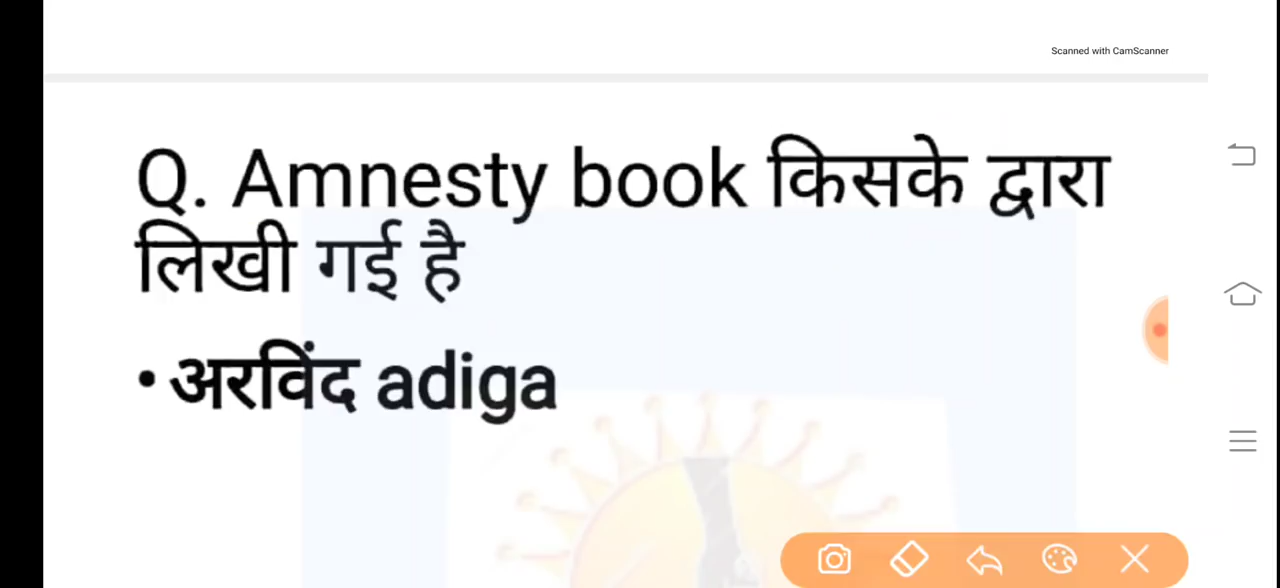 Scanned with CamScanner
Q. Amnesty book किसके द्वारा
लिखी गई है
• अरविंद adiga